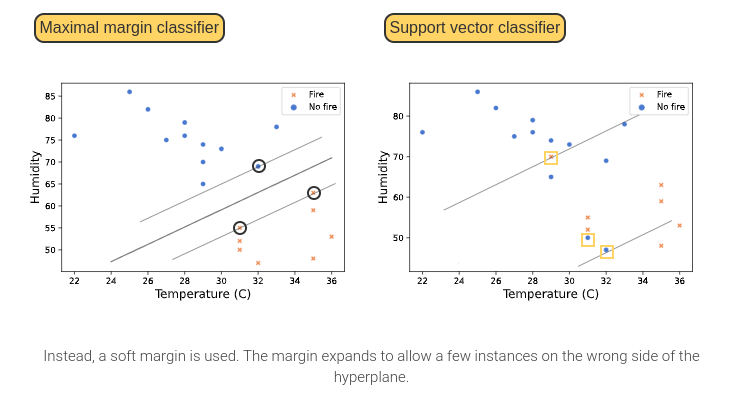 Maximal margin classifier
Support vector classifier
Fire
No fire
85
80
75
70
65
60
55
50
Humidity
22 24 26 28 30 32 34 36
Temperature (C)
Fire
No fire
80
70
60
50
Humidity
22 24 26 28 30 32 34 36
Temperature (C)
Instead, a soft margin is used. The margin expands to allow a few instances on the wrong side of the
hyperplane.